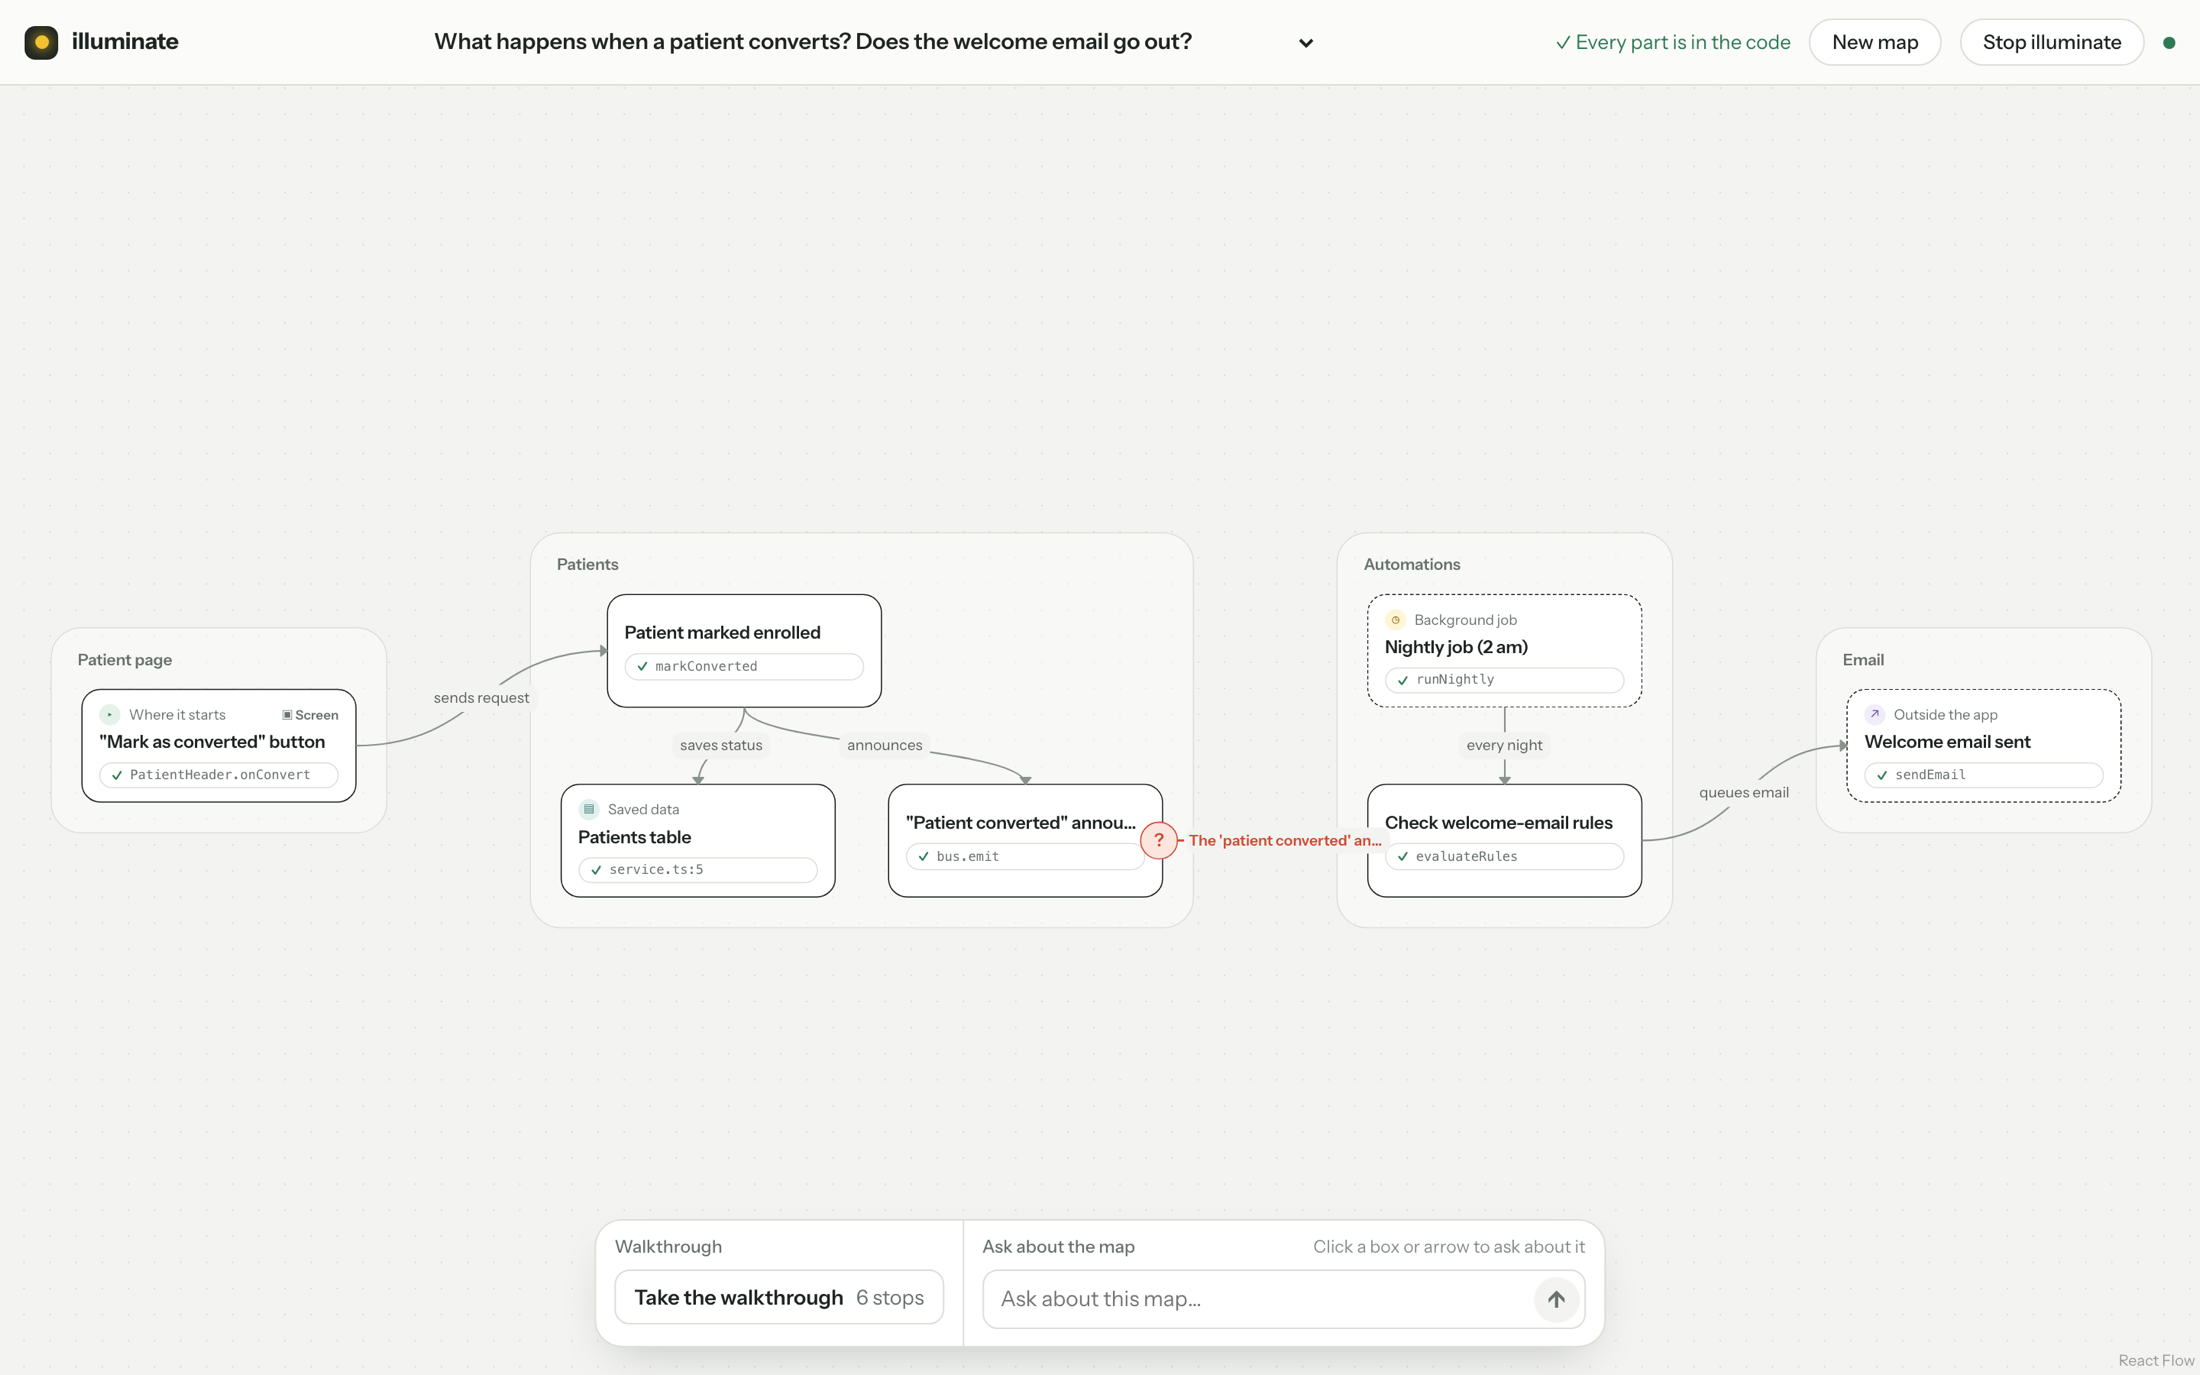 illuminate
What happens when a patient converts? Does the welcome email go out?
✓ Every part is in the code
New map
Stop illuminate
Patient page
Where it starts
Screen
"Mark as converted" button
✓ PatientHeader.onConvert
sends request
Patients
Patient marked enrolled
✓ markConverted
saves status
announces
Saved data
Patients table
✓ service.ts:5
"Patient converted" annou...
✓ bus.emit
?
The 'patient converted' an...
Automations
Background job
Nightly job (2 am)
✓ runNightly
every night
Check welcome-email rules
✓ evaluateRules
queues email
Email
Outside the app
Welcome email sent
✓ sendEmail
Walkthrough
Take the walkthrough 6 stops
Ask about the map
Click a box or arrow to ask about it
Ask about this map...
React Flow